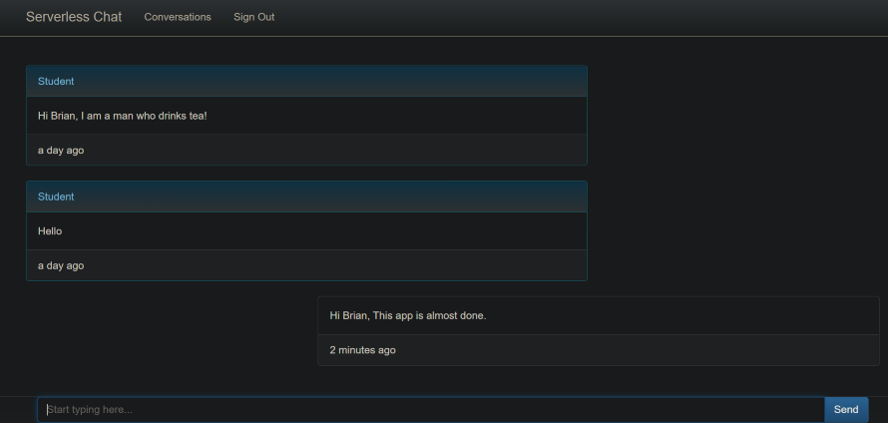 Serverless Chat Conversations Sign Out
Student
Hi Brian, I am a man who drinks tea!
a day ago
Student
Hello
a day ago
Hi Brian, This app is almost done.
2 minutes ago
Start typing here... Send